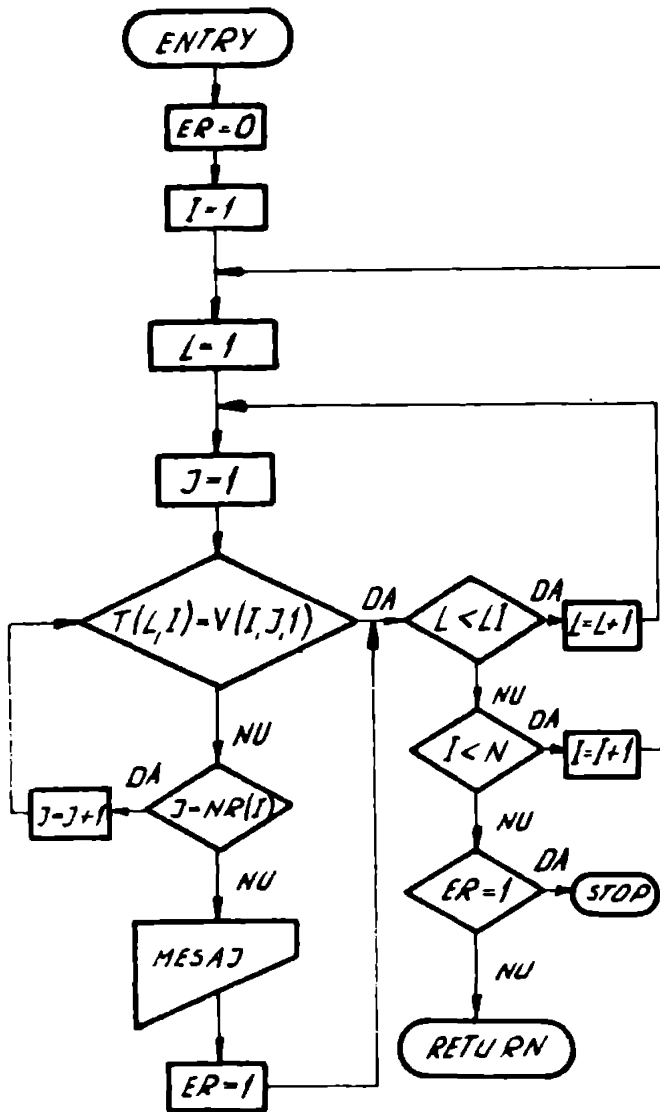 ENTRY
ER=0
I=1
L=1
J=1
T(L,I)=V(I,J,1)
DA
L<LI
DA
L=L+1
NU
NU
I<N
DA
I=I+1
DA
J=NR(I)
J=J+1
NU
NU
ER=1
DA
STOP
MESAJ
NU
ER=1
RETURN